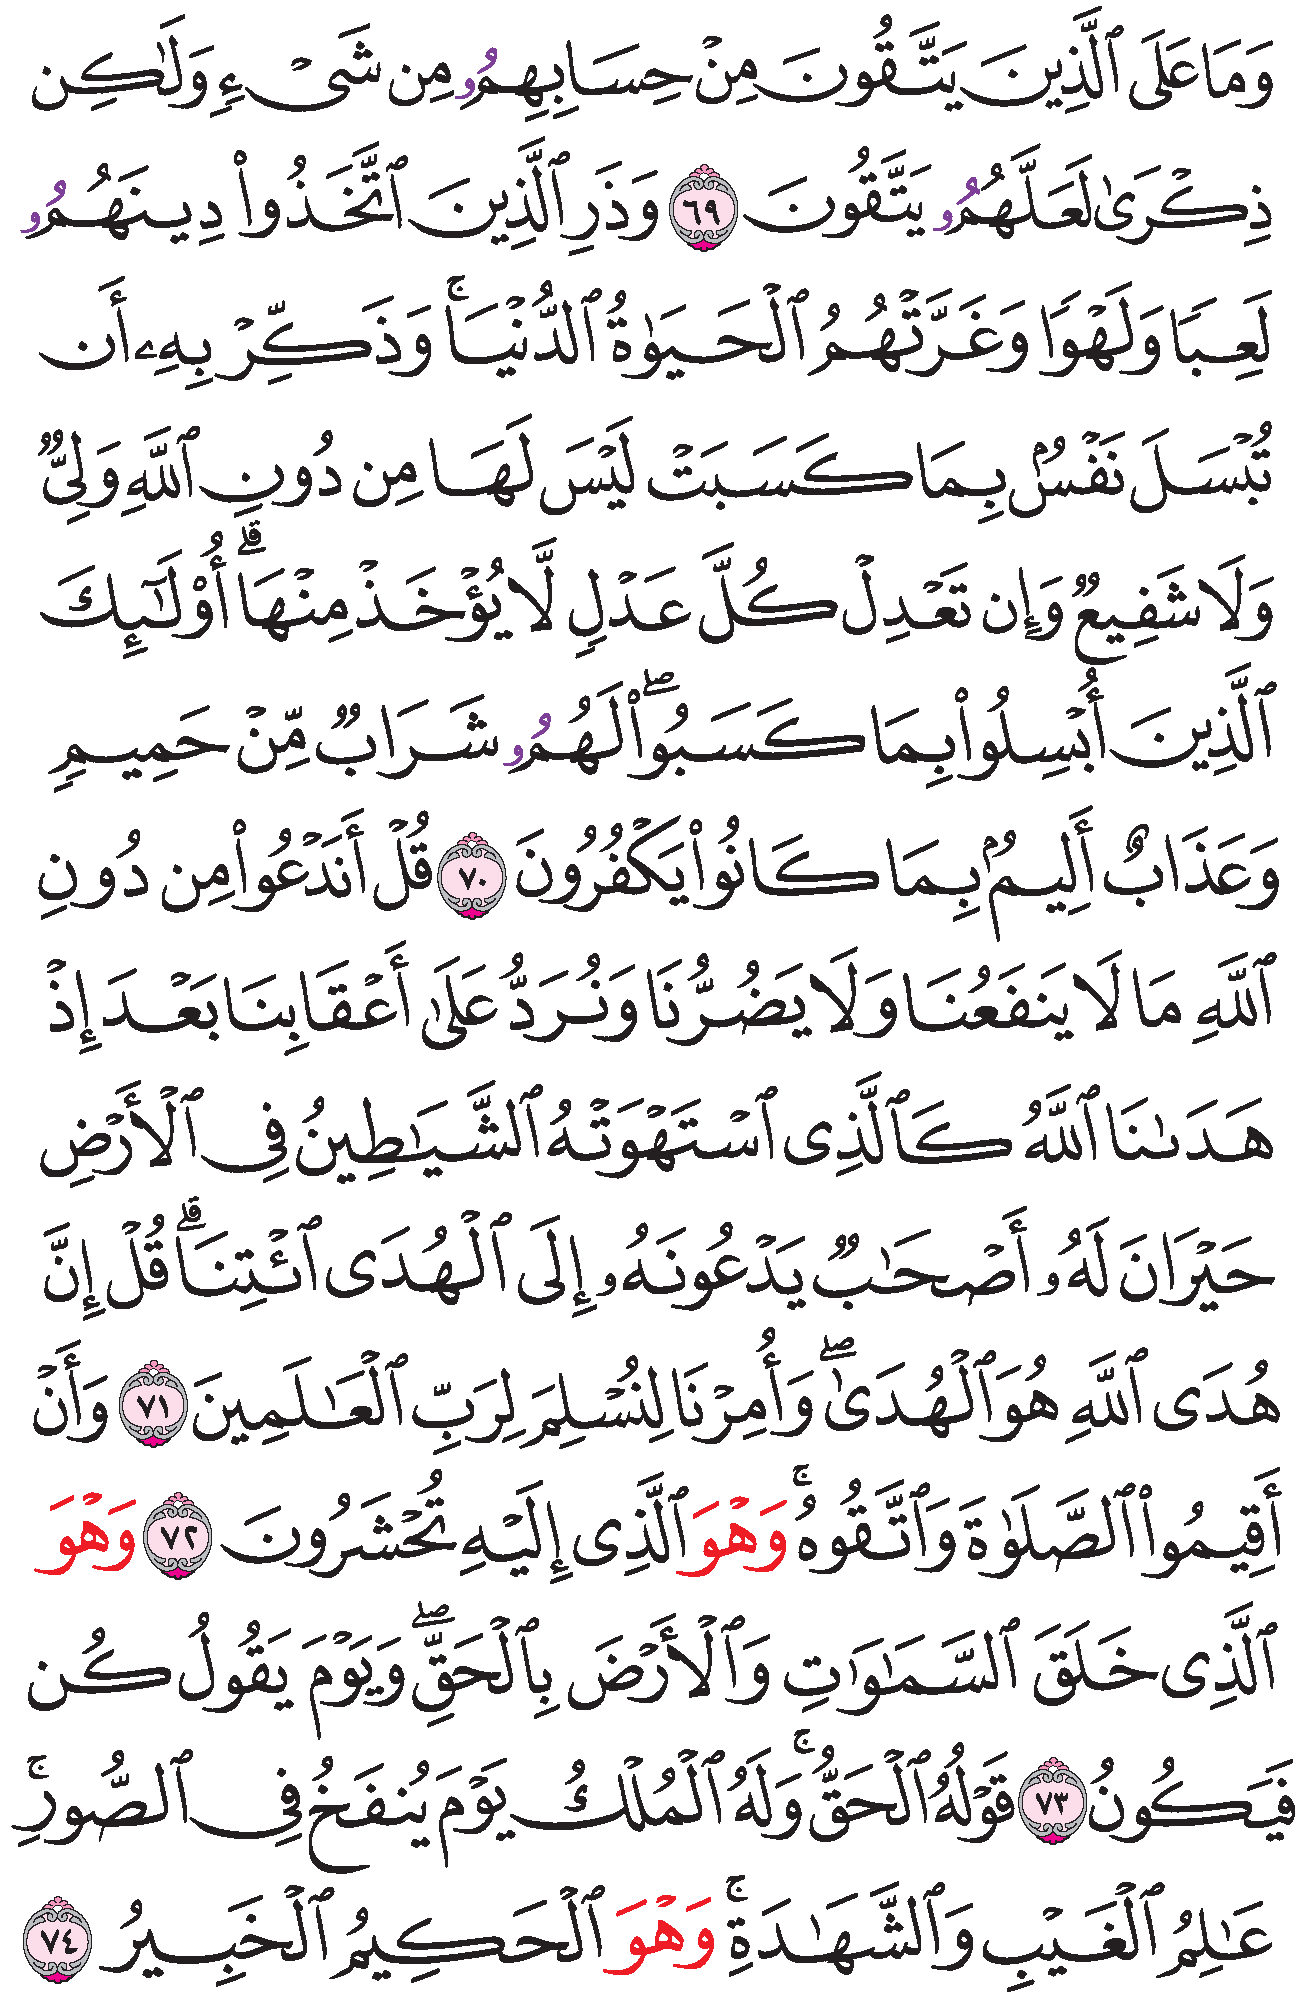 وَمَا عَلَى ٱلَّذِينَ يَتَّقُونَ مِنْ حِسَابِهِمُۥ مِن شَىْءٍ وَلَٰكِن
ذِكْرَىٰ لَعَلَّهُمُۥ يَتَّقُونَ ٦٩ وَذَرِ ٱلَّذِينَ ٱتَّخَذُوا۟ دِينَهُمُۥ
لَعِبًا وَلَهْوًا وَغَرَّتْهُمُ ٱلْحَيَوٰةُ ٱلدُّنْيَا ۚ وَذَكِّرْ بِهِۦ أَن
تُبْسَلَ نَفْسٌۢ بِمَا كَسَبَتْ لَيْسَ لَهَا مِن دُونِ ٱللَّهِ وَلِىٌّ
وَلَا شَفِيعٌ وَإِن تَعْدِلْ كُلَّ عَدْلٍ لَّا يُؤْخَذْ مِنْهَا ۗ أُو۟لَٰٓئِكَ
ٱلَّذِينَ أُبْسِلُوا۟ بِمَا كَسَبُوا۟ ۖ لَهُمُۥ شَرَابٌ مِّنْ حَمِيمٍ
وَعَذَابٌ أَلِيمٌۢ بِمَا كَانُوا۟ يَكْفُرُونَ ٧٠ قُلْ أَنَدْعُوا۟ مِن دُونِ
ٱللَّهِ مَا لَا يَنفَعُنَا وَلَا يَضُرُّنَا وَنُرَدُّ عَلَىٰ أَعْقَابِنَا بَعْدَ إِذْ
هَدَىٰنَا ٱللَّهُ كَٱلَّذِى ٱسْتَهْوَتْهُ ٱلشَّيَٰطِينُ فِى ٱلْأَرْضِ
حَيْرَانَ لَهُۥ أَصْحَٰبٌ يَدْعُونَهُۥ إِلَى ٱلْهُدَى ٱئْتِنَا ۗ قُلْ إِنَّ
هُدَى ٱللَّهِ هُوَ ٱلْهُدَىٰ ۖ وَأُمِرْنَا لِنُسْلِمَ لِرَبِّ ٱلْعَٰلَمِينَ ٧١ وَأَنْ
أَقِيمُوا۟ ٱلصَّلَوٰةَ وَٱتَّقُوهُ ۚ وَهْوَ ٱلَّذِى إِلَيْهِ تُحْشَرُونَ ٧٢ وَهْوَ
ٱلَّذِى خَلَقَ ٱلسَّمَٰوَٰتِ وَٱلْأَرْضَ بِٱلْحَقِّ ۖ وَيَوْمَ يَقُولُ كُن
فَيَكُونُ ٧٣ قَوْلُهُ ٱلْحَقُّ ۚ وَلَهُ ٱلْمُلْكُ يَوْمَ يُنفَخُ فِى ٱلصُّورِ ۚ
عَٰلِمُ ٱلْغَيْبِ وَٱلشَّهَٰدَةِ ۚ وَهْوَ ٱلْحَكِيمُ ٱلْخَبِيرُ ٧٤